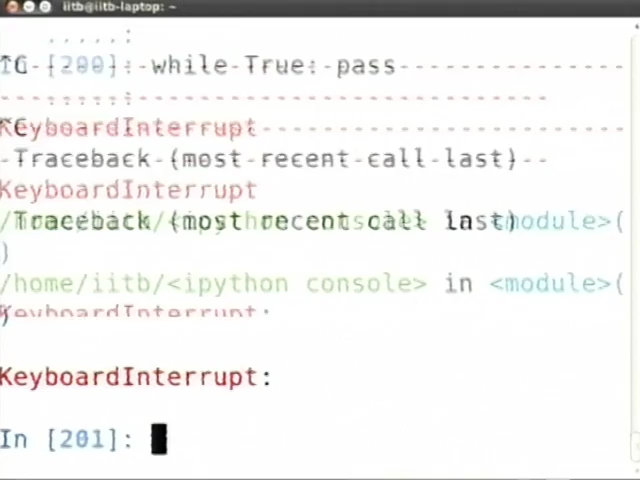 iitb@iitb-laptop: ~
[200]: while True: pass
KeyboardInterrupt
Traceback (most recent call last)
KeyboardInterrupt
Traceback (most recent call last)
/home/iitb/<ipython console> in <module>(
)
KeyboardInterrupt:
KeyboardInterrupt:
In [201]: